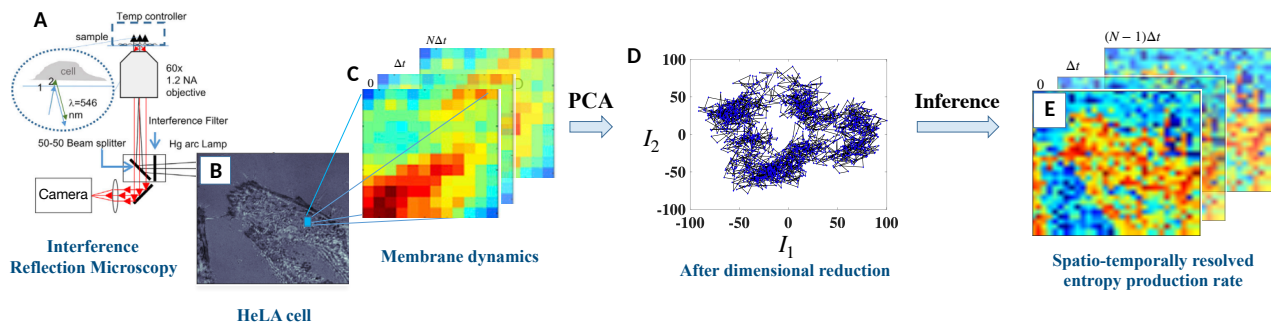 A
Temp controller
sample
cell
1
2
λ=546
nm
60x
1.2 NA
objective
Interference Filter
50-50 Beam splitter
Hg arc Lamp
Camera
Interference
Reflection Microscopy
B
HeLA cell
C
0
Δt
NΔt
Membrane dynamics
PCA
D
100
50
0
-50
-100
I2
-100
-50
0
50
100
I1
After dimensional reduction
Inference
E
0
Δt
(N − 1)Δt
Spatio-temporally resolved
entropy production rate